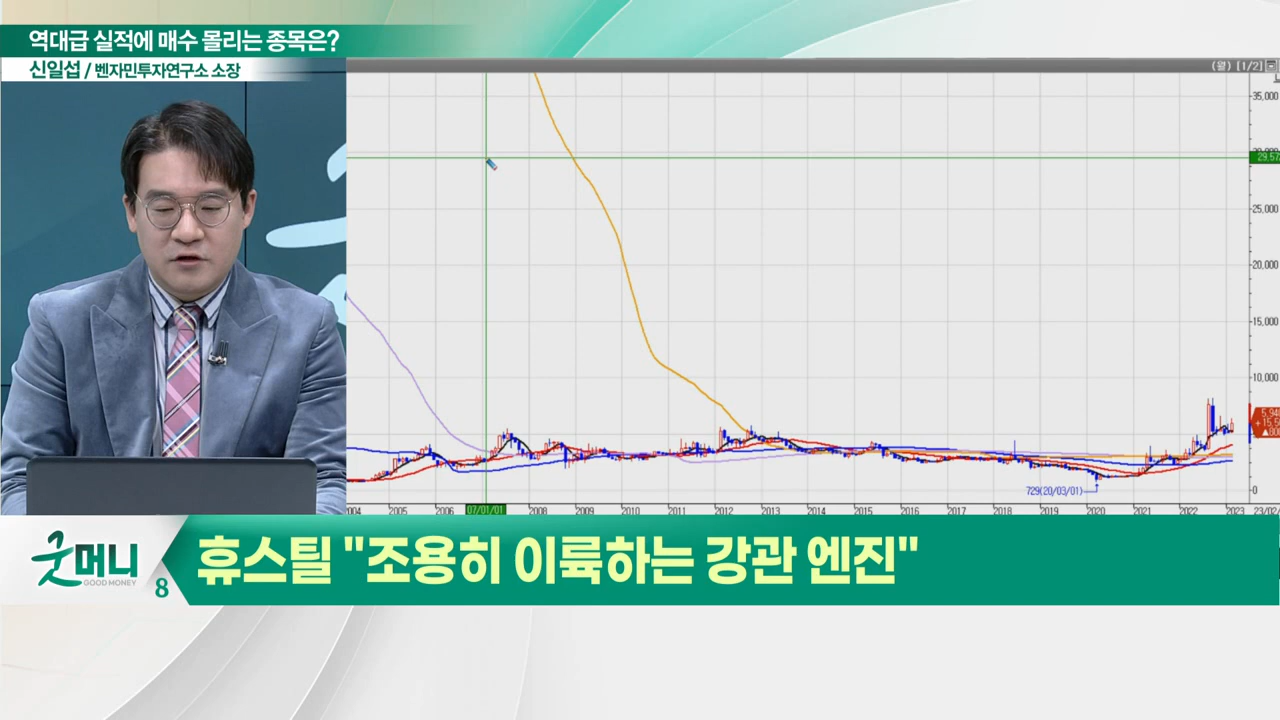 역대급 실적에 매수 몰리는 종목은?
신일섭 / 벤자민투자연구소 소장
(월) [1/2]
35,000
29,57
25,000
20,000
15,000
10,000
5,94
0
729(20/03/01)
2005 2006 07/01/01 2008 2009 2010 2011 2012 2013 2014 2015 2016 2017 2018 2019 2020 2021 2022 2023 23/02
굿머니
GOOD MONEY
8
휴스틸 "조용히 이륙하는 강관 엔진"